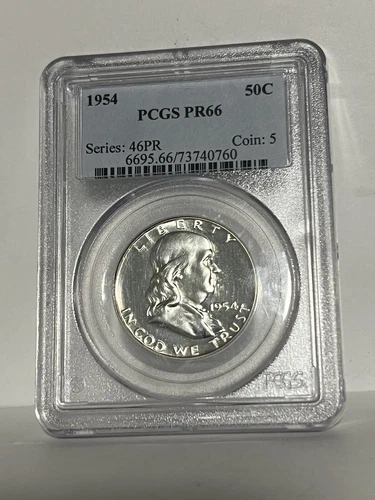 1954 50C
PCGS PR66
Series: 46PR Coin: 5
6695.66/73740760
LIBERTY
1954
IN GOD WE TRUST
PCGS